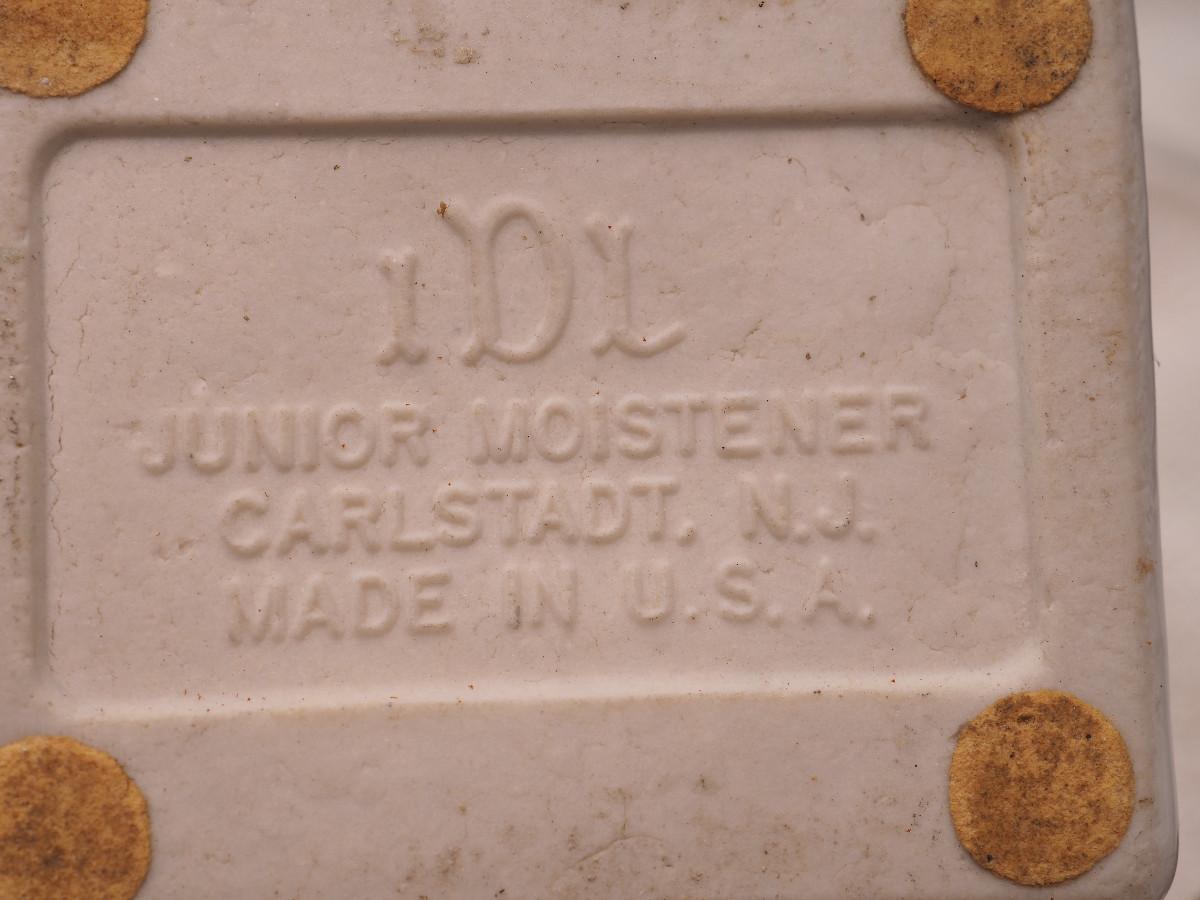 IDL
JUNIOR MOISTENER
CARLSTADT. N.J.
MADE IN U.S.A.